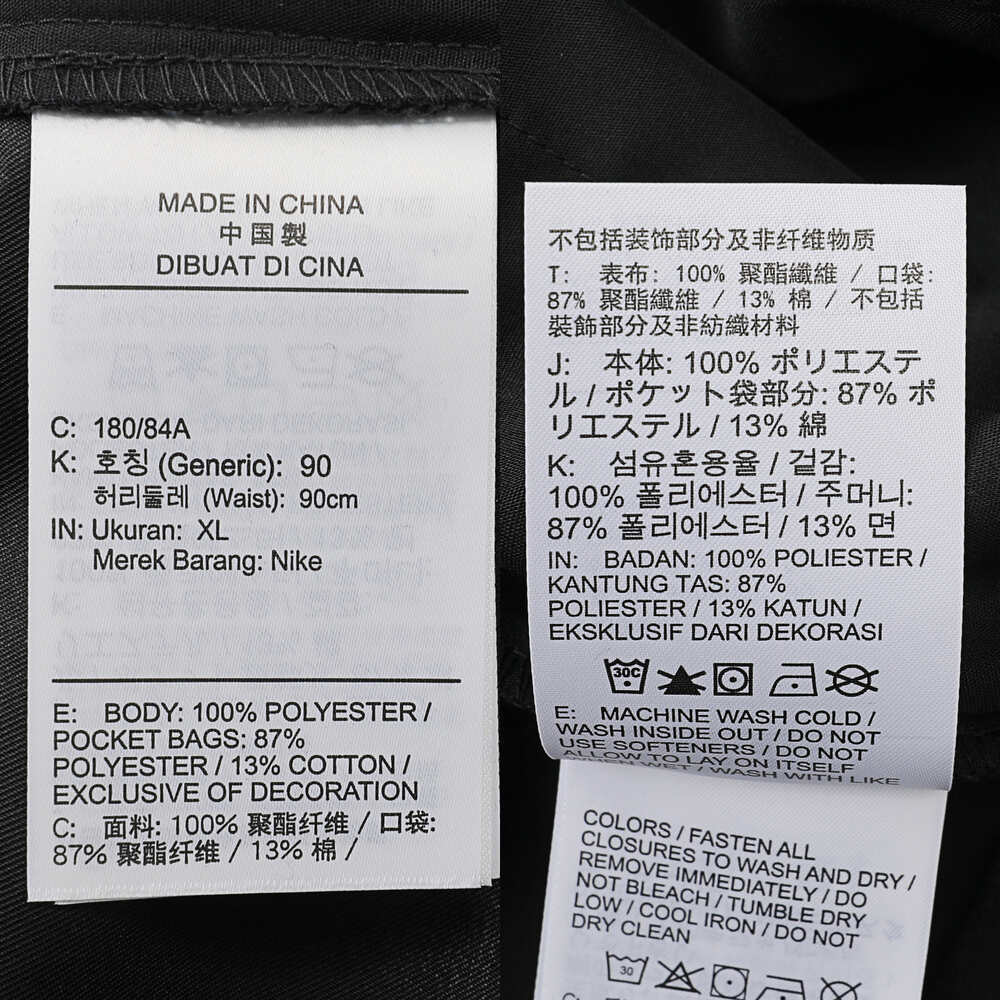 MADE IN CHINA
中国製
DIBUAT DI CINA
C: 180/84A
K: 호칭 (Generic): 90
허리둘레 (Waist): 90cm
IN: Ukuran: XL
Merek Barang: Nike
E: BODY: 100% POLYESTER /
POCKET BAGS: 87%
POLYESTER / 13% COTTON /
EXCLUSIVE OF DECORATION
C: 面料: 100% 聚酯纤维 / 口袋:
87% 聚酯纤维 / 13% 棉 /
不包括装饰部分及非纤维物质
T: 表布: 100% 聚酯纖維 / 口袋:
87% 聚酯纖維 / 13% 棉 / 不包括
裝飾部分及非紡織材料
J: 本体: 100% ポリエステ
ル / ポケット袋部分: 87% ポ
リエステル / 13% 綿
K: 섬유혼용율 / 겉감:
100% 폴리에스터 / 주머니:
87% 폴리에스터 / 13% 면
IN: BADAN: 100% POLIESTER /
KANTUNG TAS: 87%
POLIESTER / 13% KATUN /
EKSKLUSIF DARI DEKORASI
30C
E: MACHINE WASH COLD /
WASH INSIDE OUT / DO NOT
USE SOFTENERS / DO NOT
ALLOW TO LAY ON ITSELF
WHEN WET / WASH WITH LIKE
COLORS / FASTEN ALL
CLOSURES TO WASH AND DRY /
REMOVE IMMEDIATELY / DO
NOT BLEACH / TUMBLE DRY
LOW / COOL IRON / DO NOT
DRY CLEAN
30